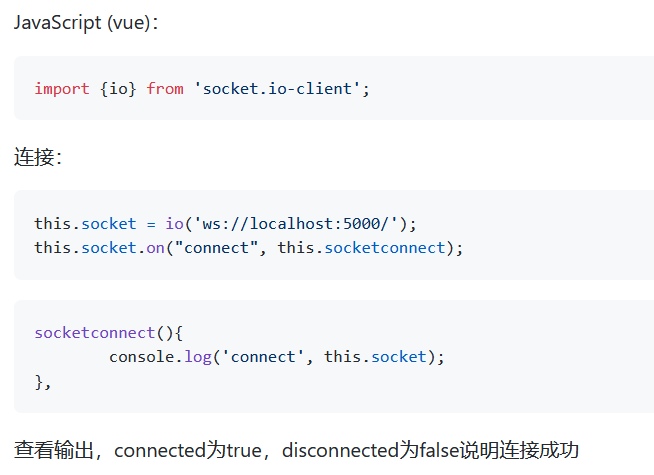 JavaScript (vue)：
import {io} from 'socket.io-client';
连接：
this.socket = io('ws://localhost:5000/');
this.socket.on("connect", this.socketconnect);
socketconnect(){
        console.log('connect', this.socket);
},
查看输出，connected为true，disconnected为false说明连接成功